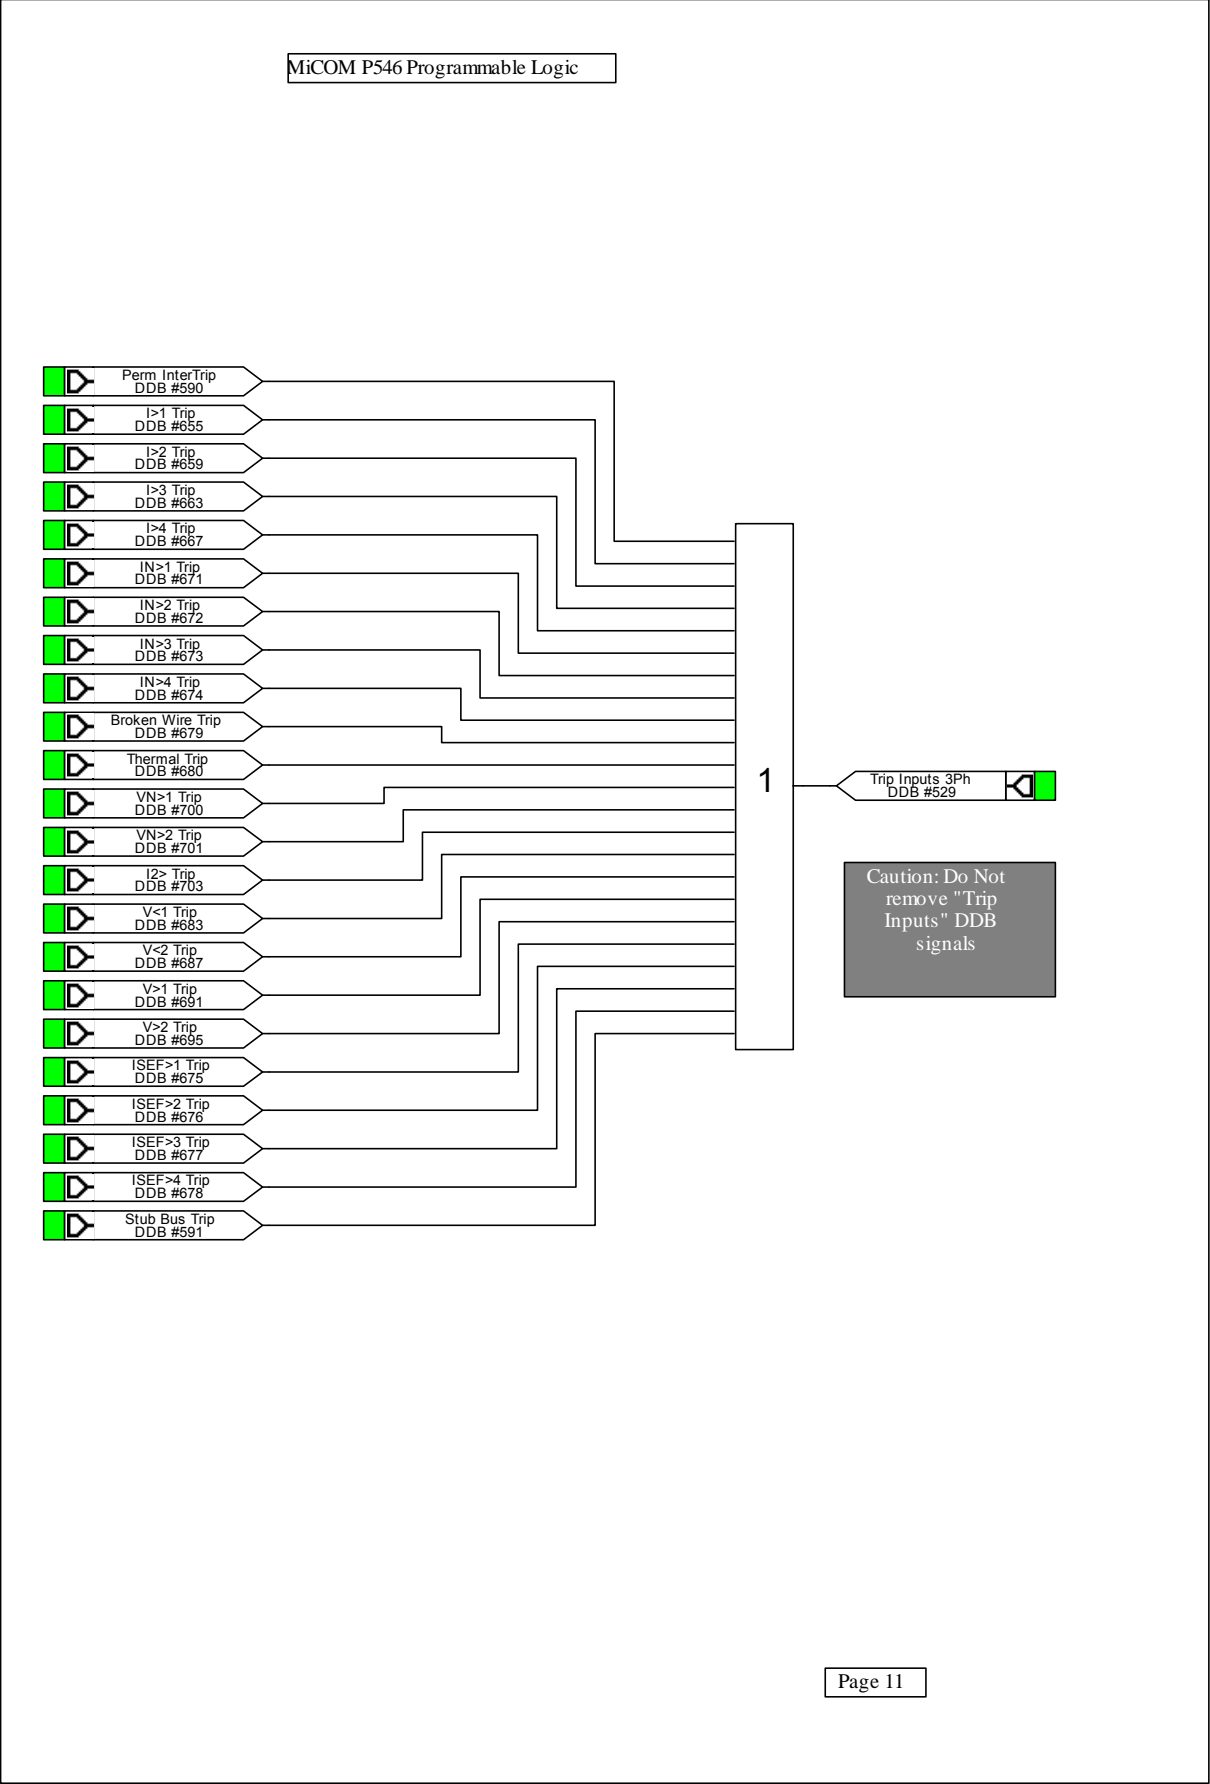 MiCOM P546 Programmable Logic
Perm InterTrip
DDB #590
I>1 Trip
DDB #655
I>2 Trip
DDB #659
I>3 Trip
DDB #663
I>4 Trip
DDB #667
IN>1 Trip
DDB #671
IN>2 Trip
DDB #672
IN>3 Trip
DDB #673
IN>4 Trip
DDB #674
Broken Wire Trip
DDB #679
Thermal Trip
DDB #680
VN>1 Trip
DDB #700
VN>2 Trip
DDB #701
I2> Trip
DDB #703
V<1 Trip
DDB #683
V<2 Trip
DDB #687
V>1 Trip
DDB #691
V>2 Trip
DDB #695
ISEF>1 Trip
DDB #675
ISEF>2 Trip
DDB #676
ISEF>3 Trip
DDB #677
ISEF>4 Trip
DDB #678
Stub Bus Trip
DDB #591
1
Trip Inputs 3Ph
DDB #529
Caution: Do Not
remove "Trip
Inputs" DDB
signals
Page 11